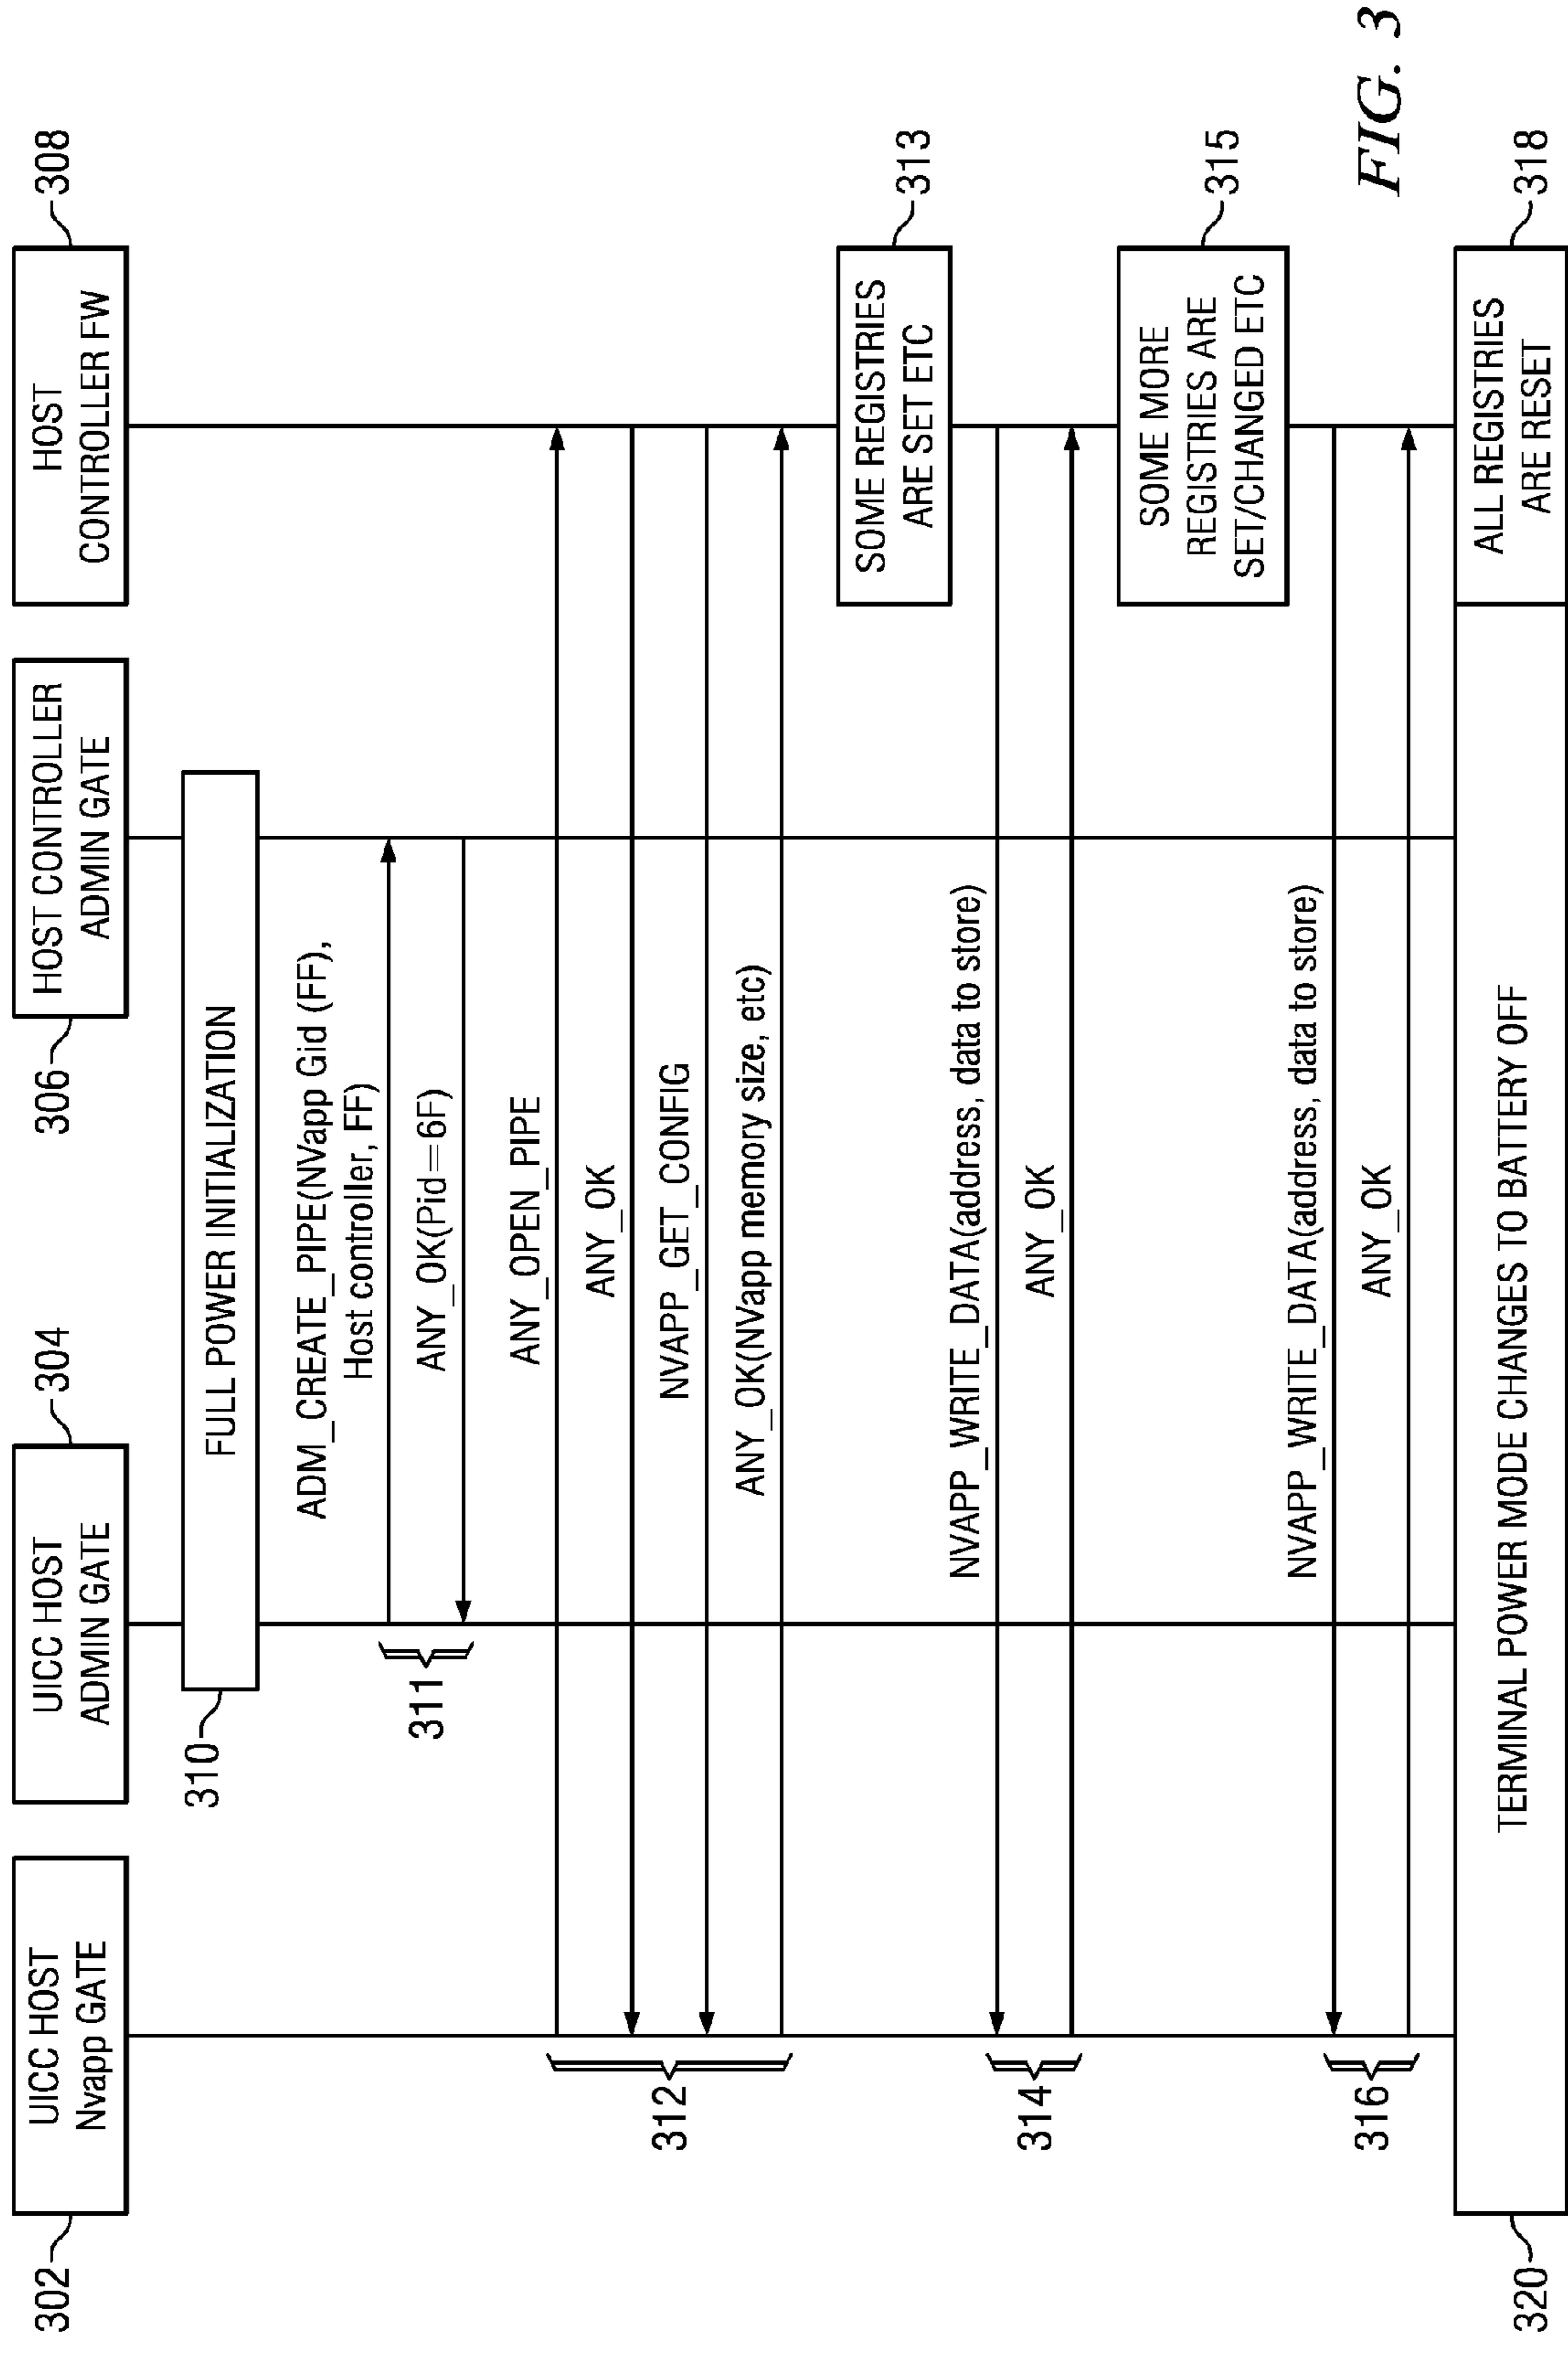 302
UICC HOST
Nvapp GATE
304
UICC HOST
ADMIN GATE
306
HOST CONTROLLER
ADMIN GATE
308
HOST
CONTROLLER FW
310
FULL POWER INITIALIZATION
311
ADM_CREATE_PIPE(NVapp Gid (FF),
Host controller, FF)
ANY_OK(Pid=6F)
312
ANY_OPEN_PIPE
ANY_OK
NVAPP_GET_CONFIG
ANY_OK(NVapp memory size, etc)
SOME REGISTRIES
ARE SET ETC
313
314
NVAPP_WRITE_DATA(address, data to store)
ANY_OK
SOME MORE
REGISTRIES ARE
SET/CHANGED ETC
315
316
NVAPP_WRITE_DATA(address, data to store)
ANY_OK
320
TERMINAL POWER MODE CHANGES TO BATTERY OFF
ALL REGISTRIES
ARE RESET
318
FIG. 3